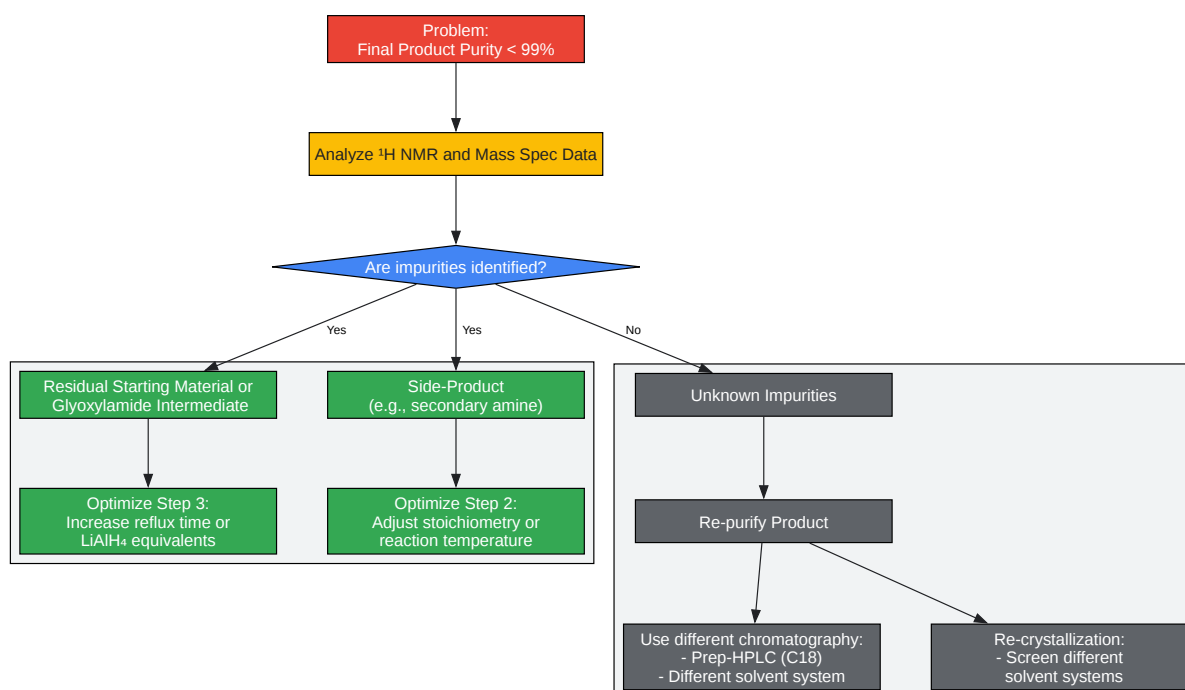 Problem:
Final Product Purity < 99%
Analyze ¹H NMR and Mass Spec Data
Are impurities identified?
Yes
Yes
No
Residual Starting Material or
Glyoxylamide Intermediate
Side-Product
(e.g., secondary amine)
Unknown Impurities
Optimize Step 3:
Increase reflux time or
LiAlH₄ equivalents
Optimize Step 2:
Adjust stoichiometry or
reaction temperature
Re-purify Product
Use different chromatography:
- Prep-HPLC (C18)
- Different solvent system
Re-crystallization:
- Screen different
solvent systems